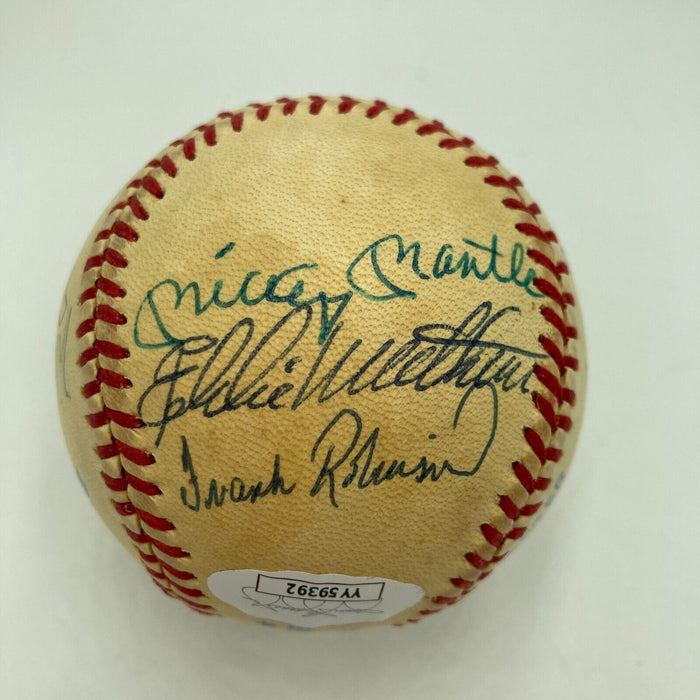 Mickey Mantle
Eddie Mathews
Frank Robinson
YY59392